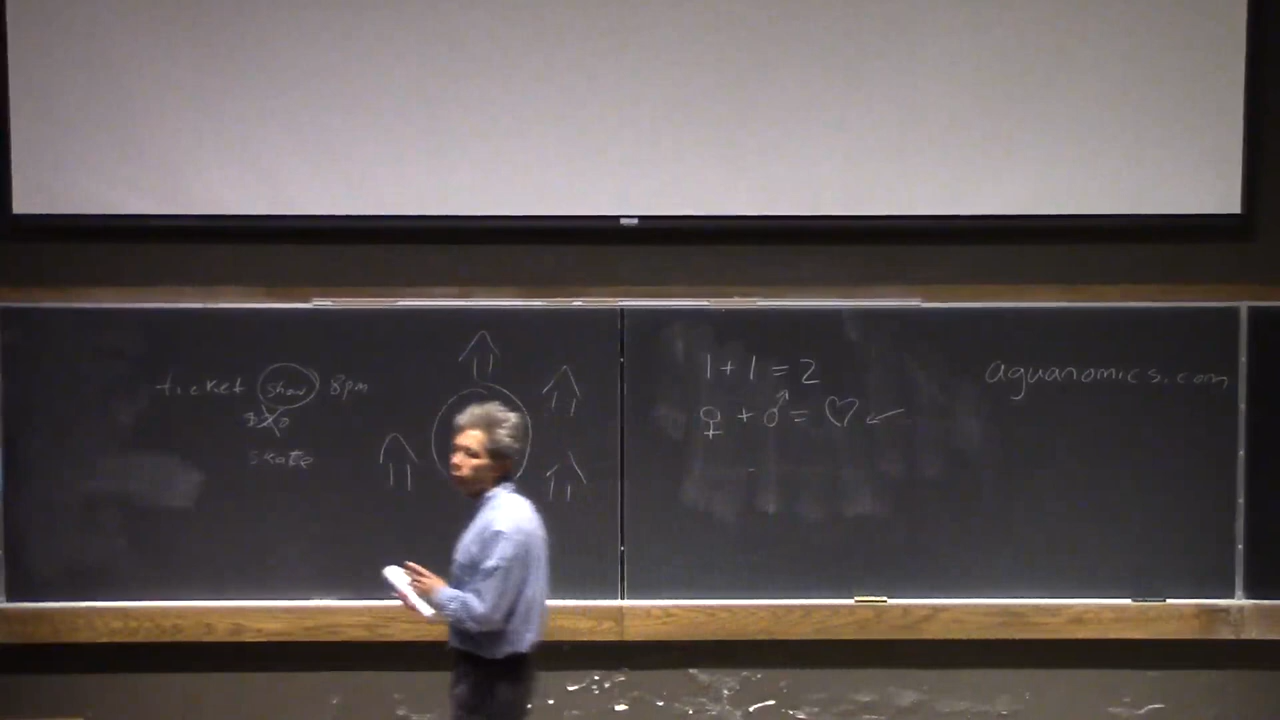 ticket show 8pm
$20
skate
1 + 1 = 2
♀ + ♂ = ♡ ←
aguanomics.com